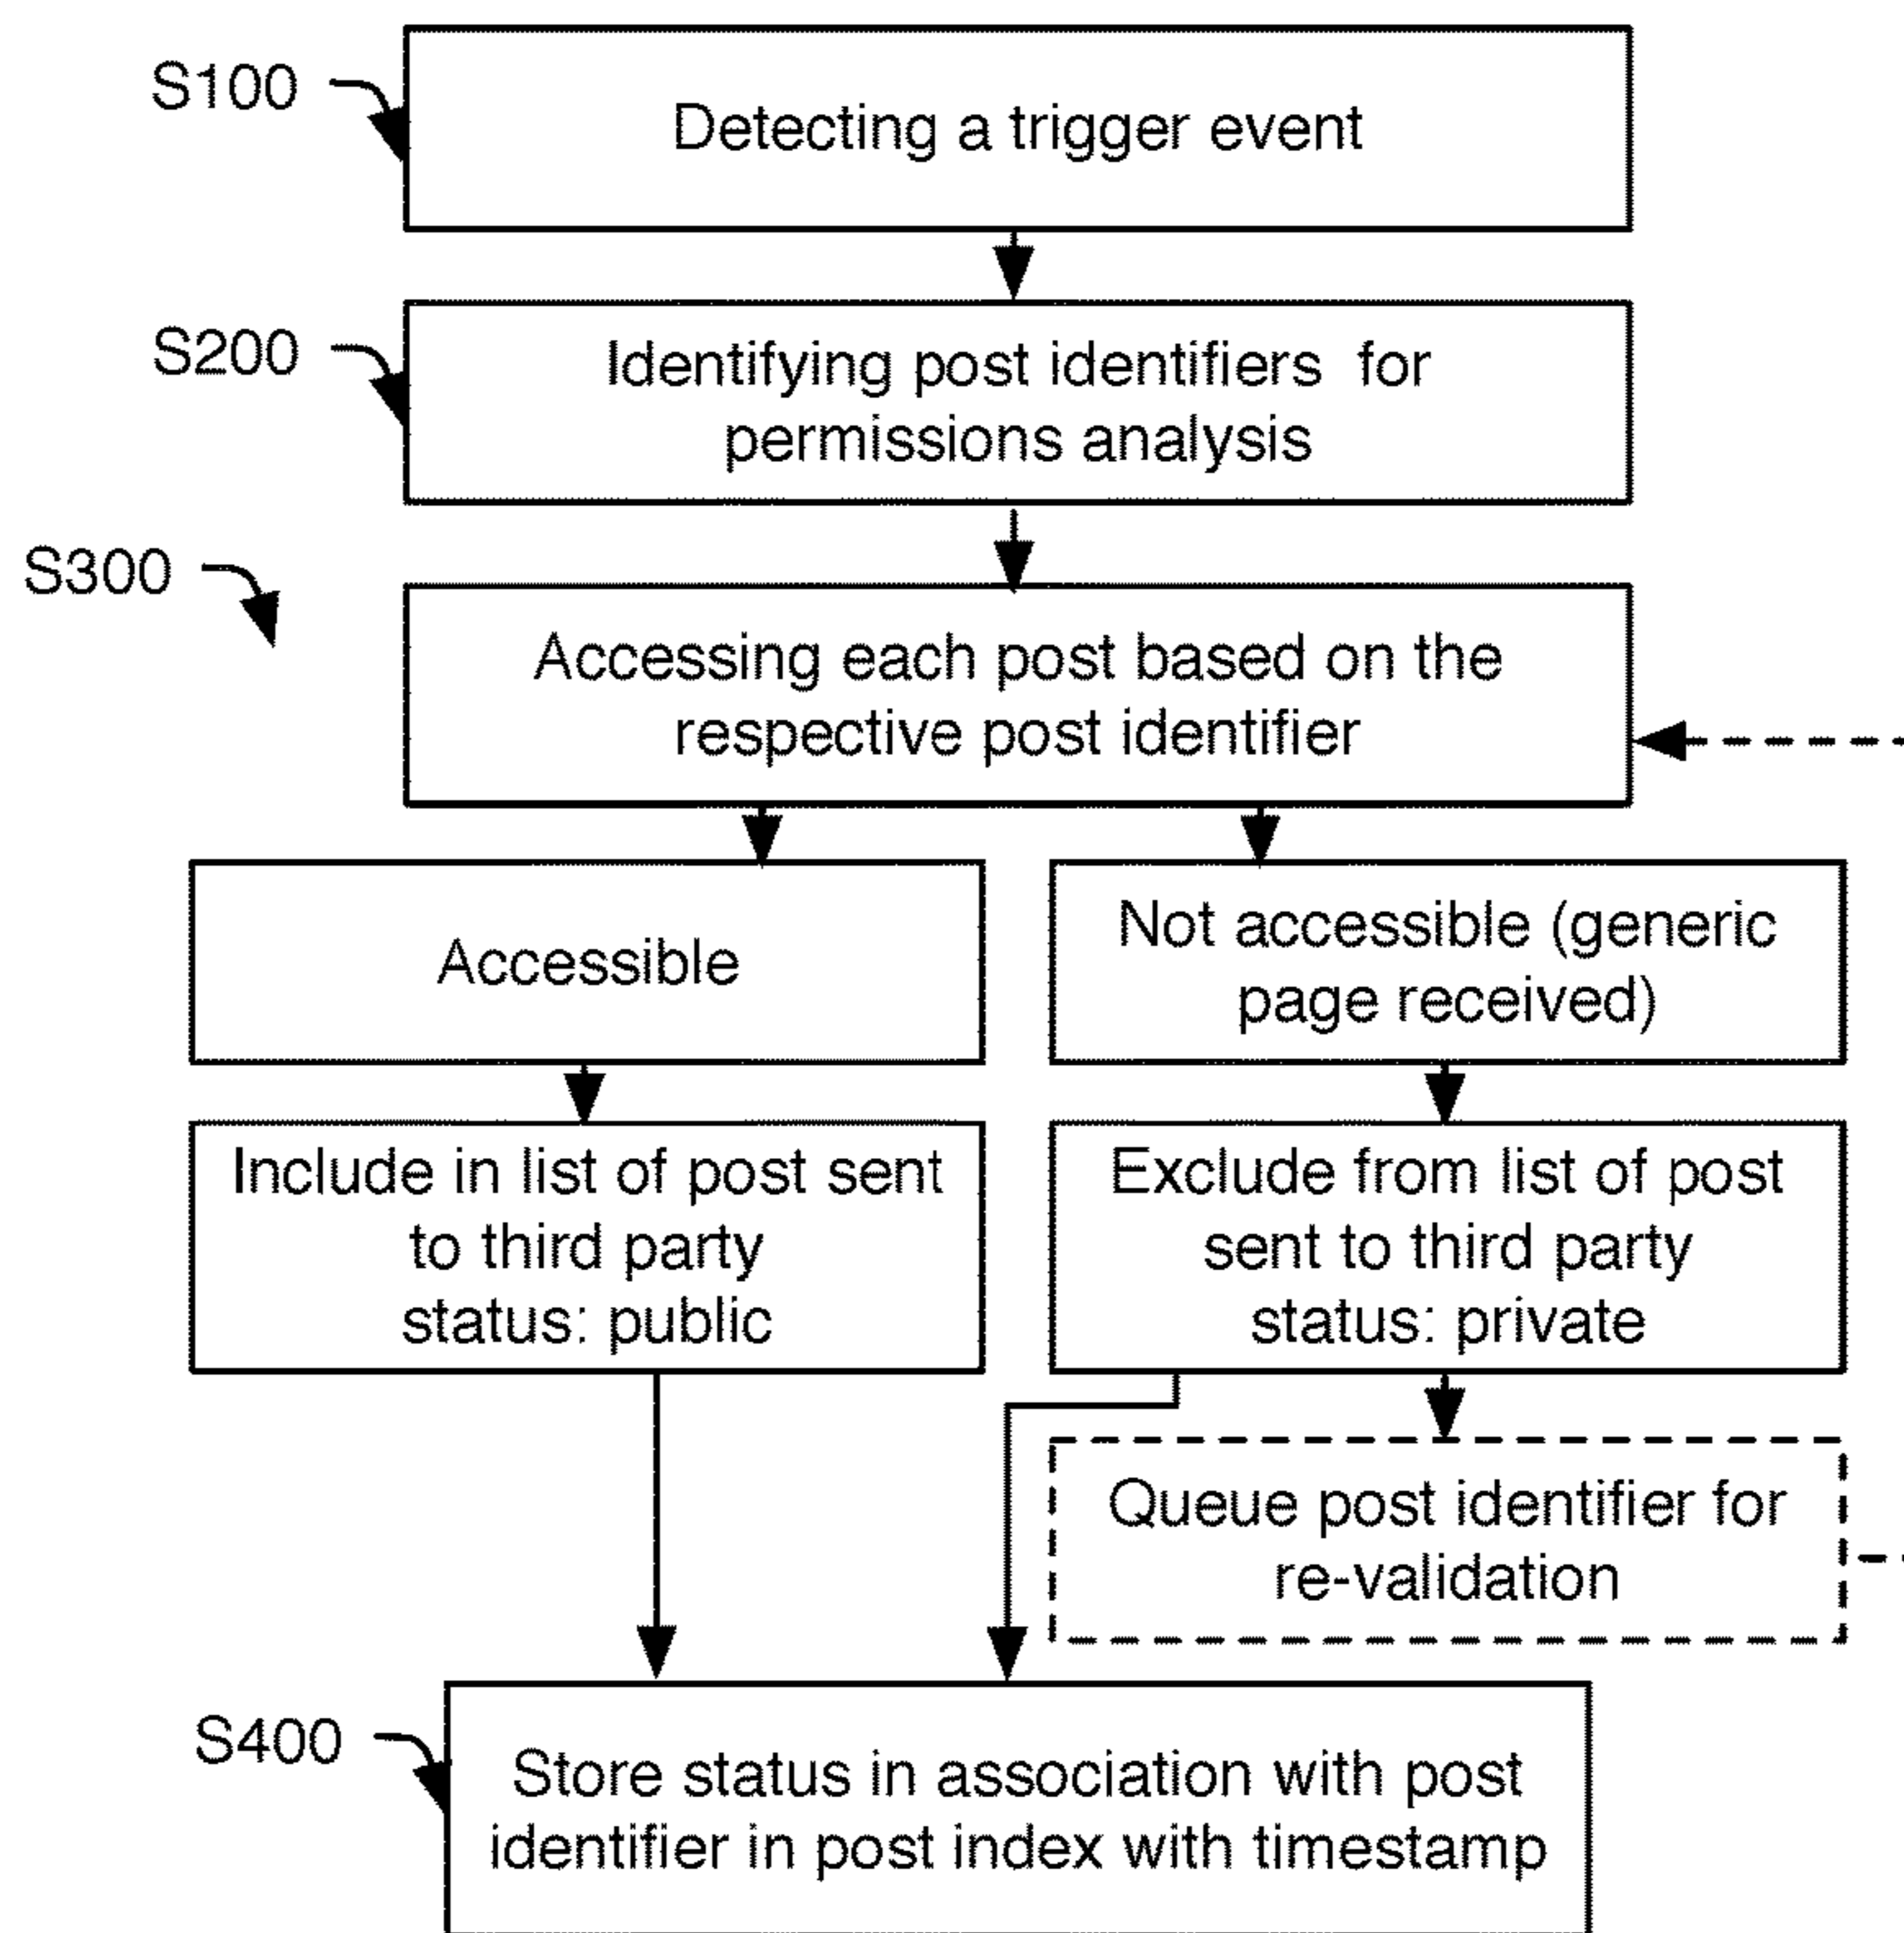 S100
Detecting a trigger event
S200
Identifying post identifiers for
permissions analysis
S300
Accessing each post based on the
respective post identifier
Accessible
Not accessible (generic
page received)
Include in list of post sent
to third party
status: public
Exclude from list of post
sent to third party
status: private
Queue post identifier for
re-validation
S400
Store status in association with post
identifier in post index with timestamp